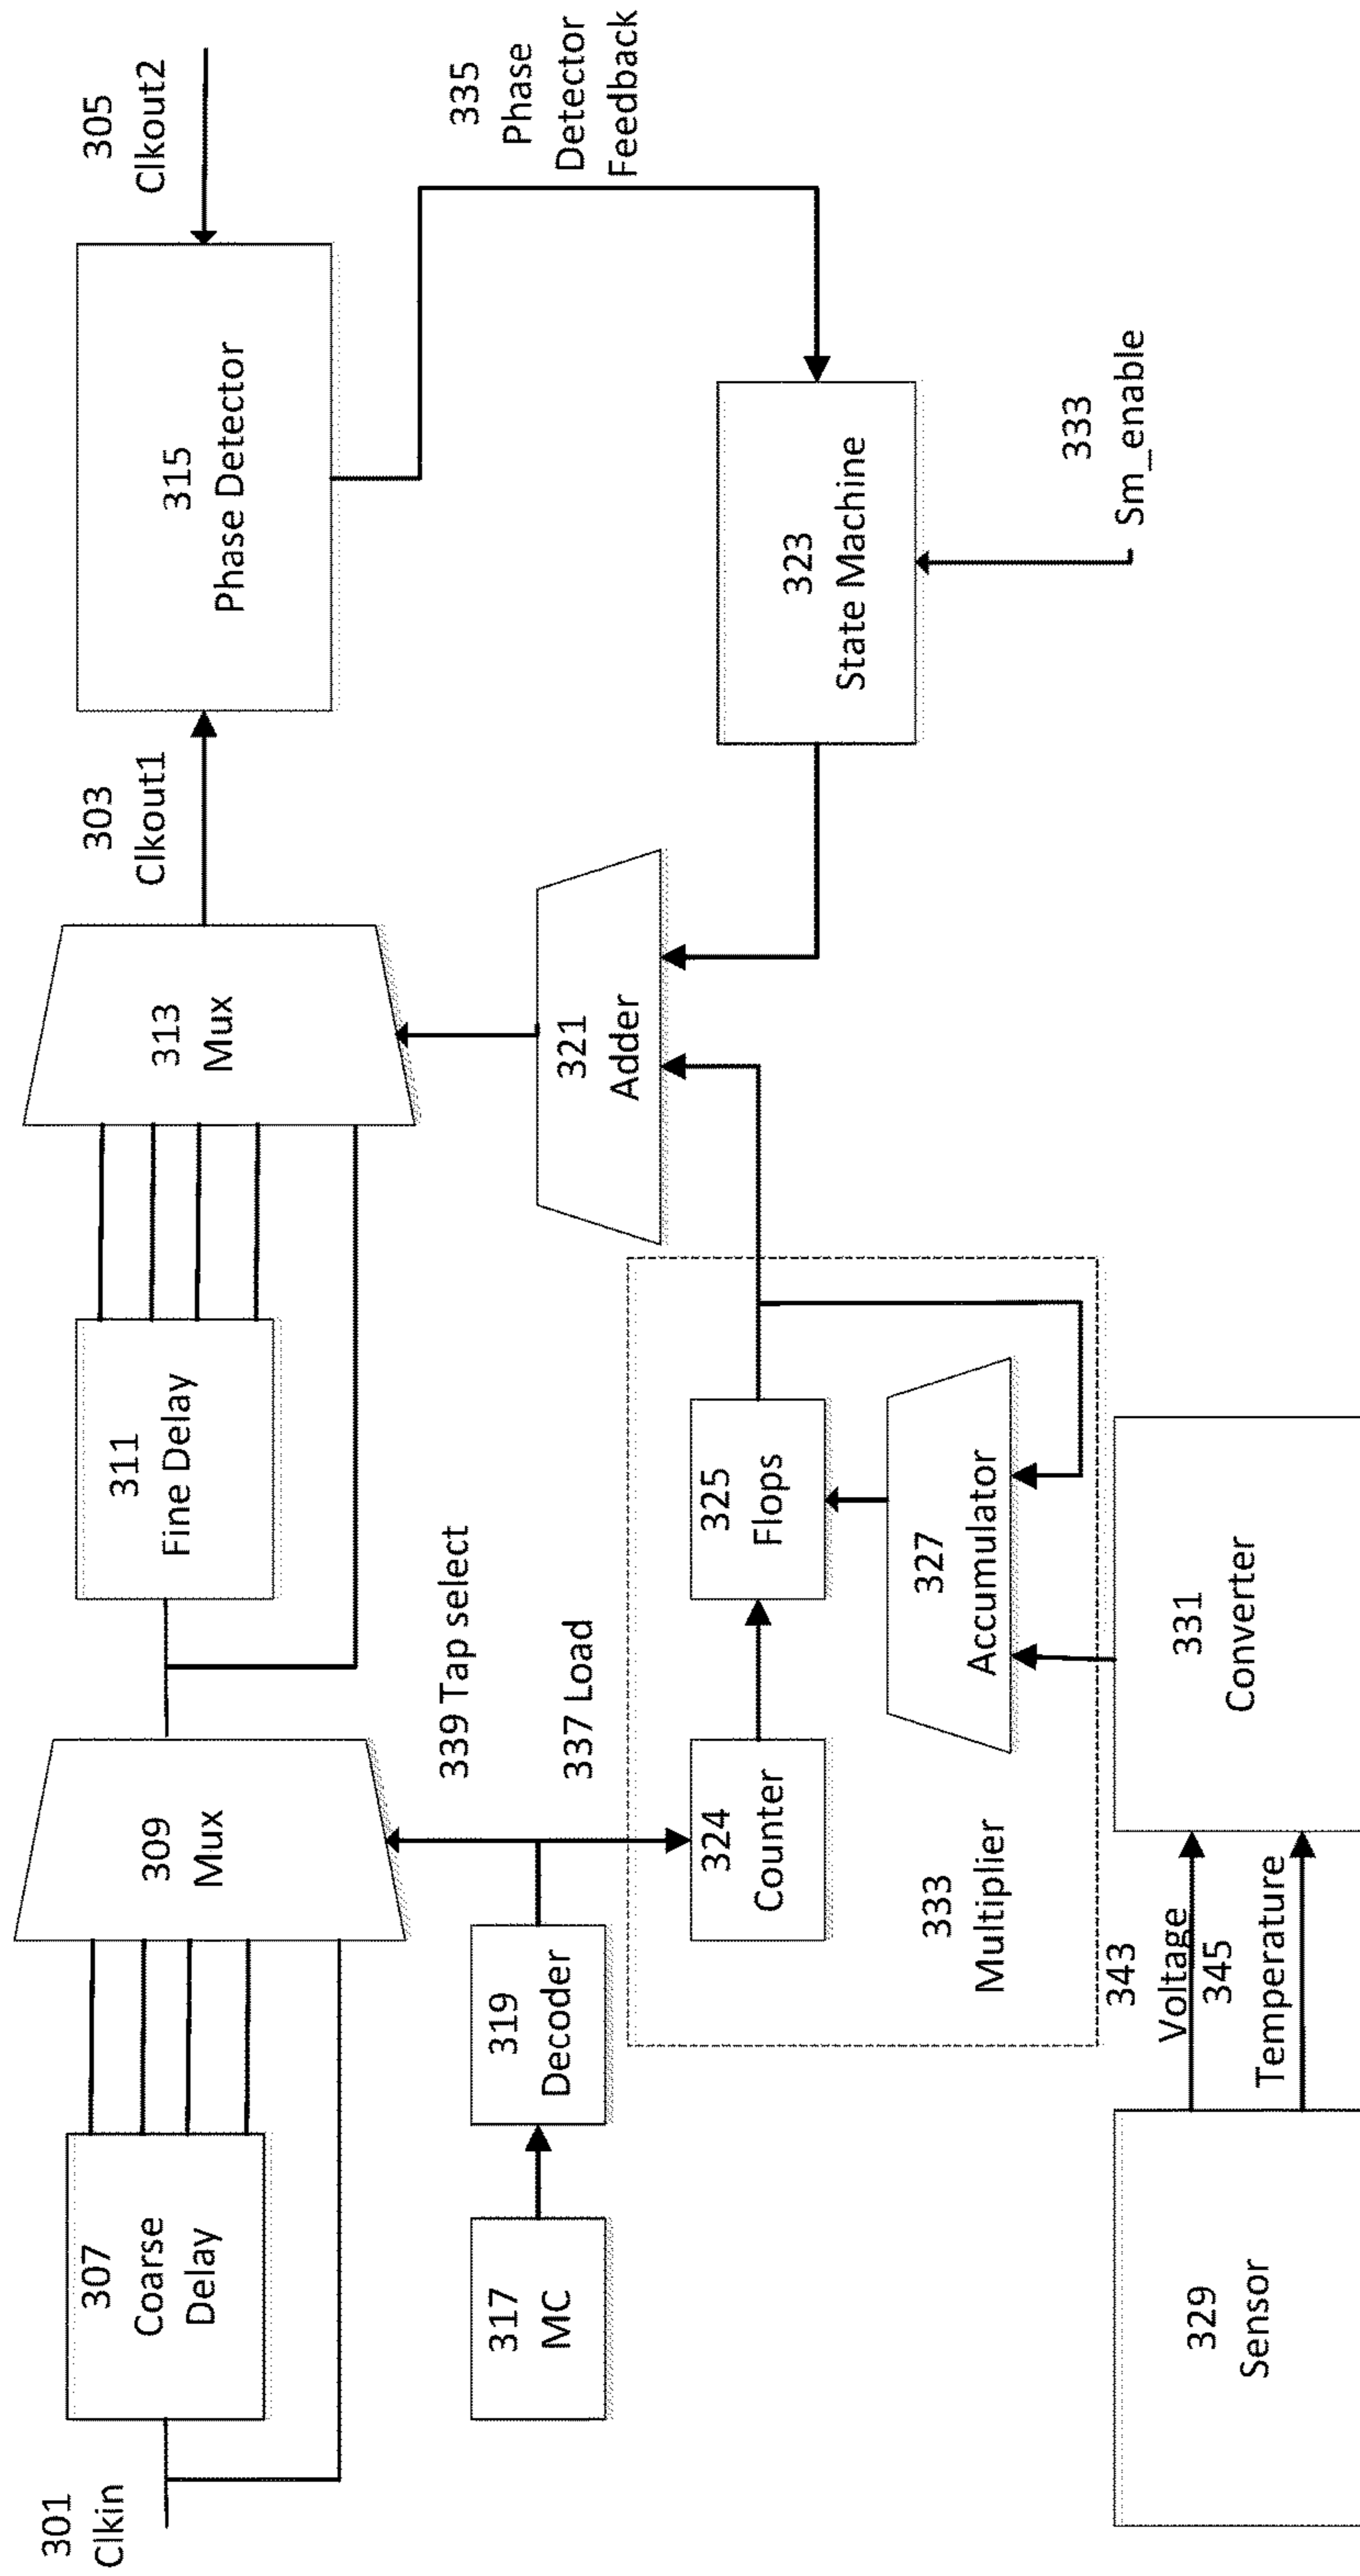 301
Clkin
307
Coarse
Delay
309
Mux
311
Fine Delay
313
Mux
303
Clkout1
315
Phase Detector
305
Clkout2
335
Phase
Detector
Feedback
317
MC
319
Decoder
339 Tap select
337 Load
321
Adder
323
State Machine
333
Sm_enable
324
Counter
325
Flops
327
Accumulator
333
Multiplier
329
Sensor
343
Voltage
345
Temperature
331
Converter